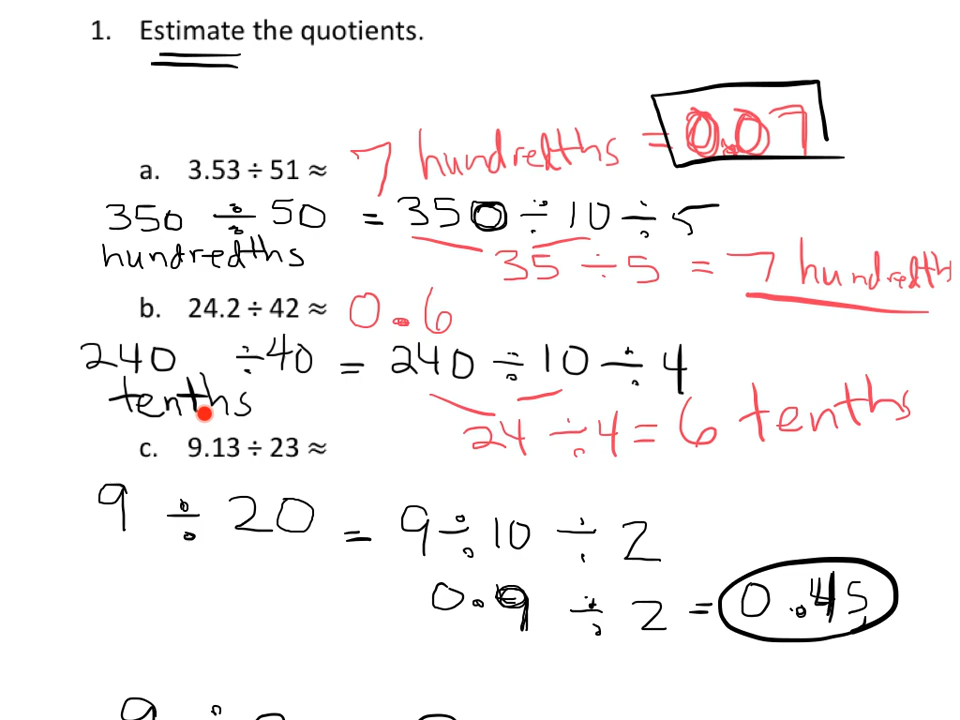 1. Estimate the quotients.
a. 3.53 ÷ 51 ≈ 7 hundredths = 0.07
350 ÷ 50 = 350 ÷ 10 ÷ 5
hundredths 35 ÷ 5 = 7 hundredth
b. 24.2 ÷ 42 ≈ 0.6
240 ÷ 40 = 240 ÷ 10 ÷ 4
tenths 24 ÷ 4 = 6 tenths
c. 9.13 ÷ 23 ≈
9 ÷ 20 = 9 ÷ 10 ÷ 2
0.9 ÷ 2 = 0.45